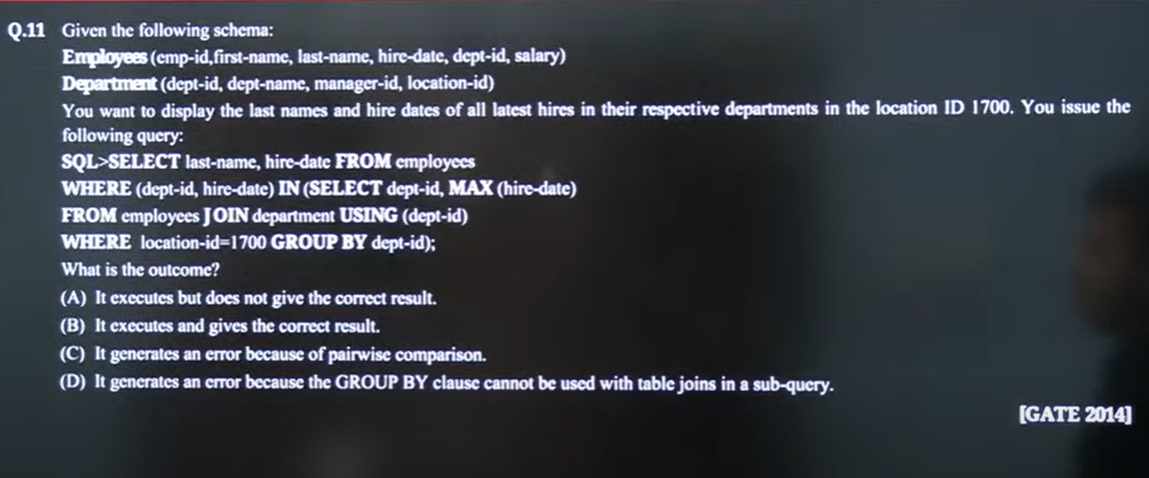 Q.11 Given the following schema:
Employees (emp-id,first-name, last-name, hire-date, dept-id, salary)
Department (dept-id, dept-name, manager-id, location-id)
You want to display the last names and hire dates of all latest hires in their respective departments in the location ID 1700. You issue the
following query:
SQL>SELECT last-name, hire-date FROM employees
WHERE (dept-id, hire-date) IN (SELECT dept-id, MAX (hire-date)
FROM employees JOIN department USING (dept-id)
WHERE location-id=1700 GROUP BY dept-id);
What is the outcome?
(A) It executes but does not give the correct result.
(B) It executes and gives the correct result.
(C) It generates an error because of pairwise comparison.
(D) It generates an error because the GROUP BY clause cannot be used with table joins in a sub-query.
[GATE 2014]